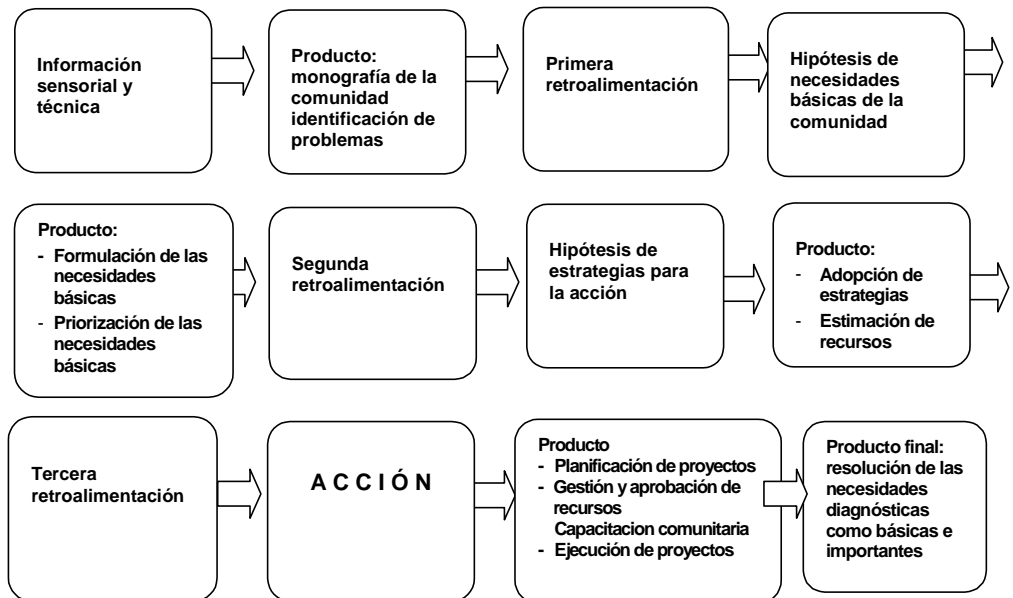 Información
sensorial y
técnica
Producto:
monografía de la
comunidad
identificación de
problemas
Primera
retroalimentación
Hipótesis de
necesidades
básicas de la
comunidad
Producto:
- Formulación de las
necesidades
básicas
- Priorización de las
necesidades
básicas
Segunda
retroalimentación
Hipótesis de
estrategias para
la acción
Producto:
- Adopción de
estrategias
- Estimación de
recursos
Tercera
retroalimentación
A C C I Ó N
Producto
- Planificación de proyectos
- Gestión y aprobación de
recursos
Capacitacion comunitaria
- Ejecución de proyectos
Producto final:
resolución de las
necesidades
diagnósticas
como básicas e
importantes